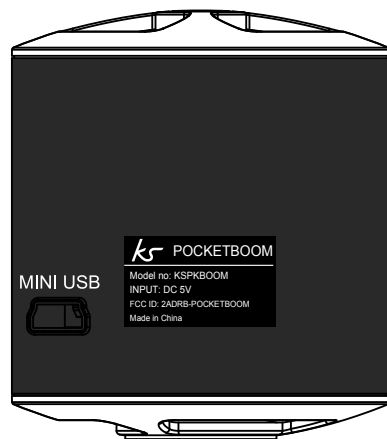 ks POCKETBOOM
Model no: KSPKBOOM
MINI USB
INPUT: DC 5V
FCC ID: 2ADRB-POCKETBOOM
Made in China